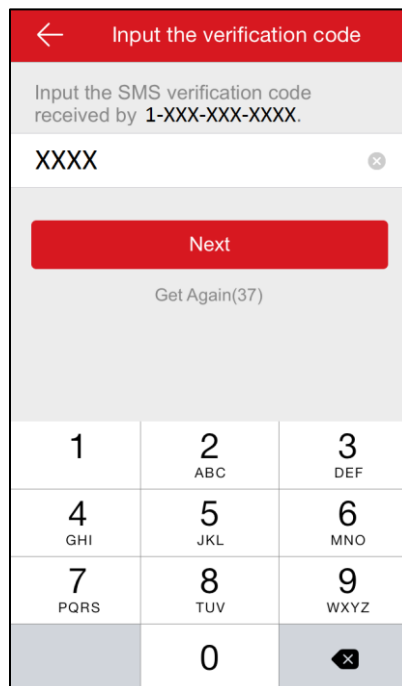 Input the verification code
Input the SMS verification code
received by 1-XXX-XXX-XXXX.
XXXX
Next
Get Again(37)
1 2 3
ABC DEF
4 5 6
GHI JKL MNO
7 8 9
PQRS TUV WXYZ
0